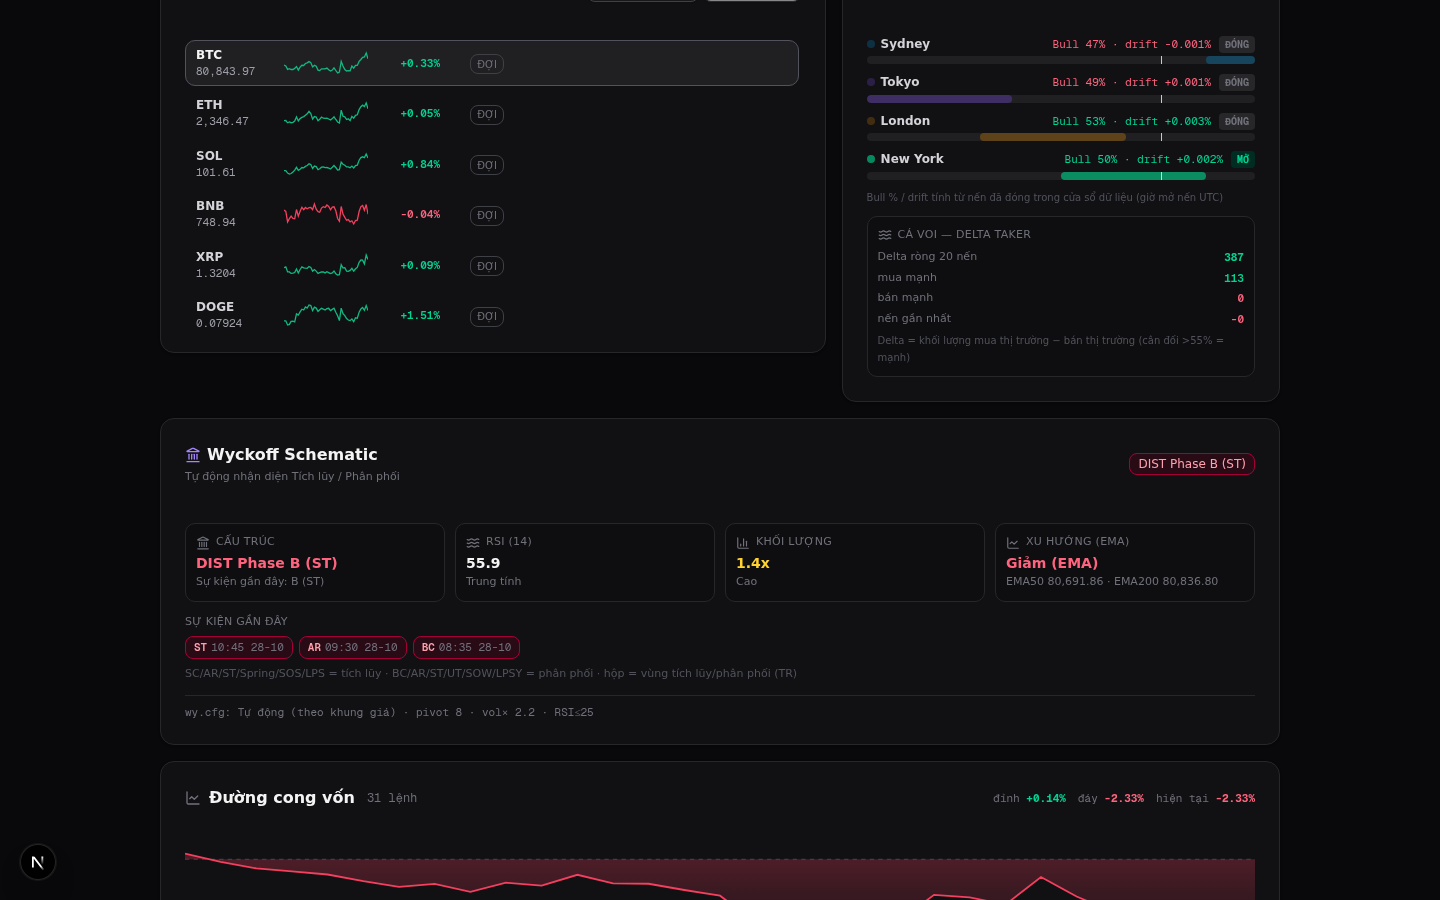 BTC
80,843.97
+0.33%
ĐỢI
ETH
2,346.47
+0.05%
ĐỢI
SOL
101.61
+0.84%
ĐỢI
BNB
748.94
-0.04%
ĐỢI
XRP
1.3204
+0.09%
ĐỢI
DOGE
0.07924
+1.51%
ĐỢI
Sydney Bull 47% · drift -0.001% ĐÓNG
Tokyo Bull 49% · drift +0.001% ĐÓNG
London Bull 53% · drift +0.003% ĐÓNG
New York Bull 50% · drift +0.002% MỞ
Bull % / drift tính từ nến đã đóng trong cửa sổ dữ liệu (giờ mở nến UTC)
CÁ VOI — DELTA TAKER
Delta ròng 20 nến 387
mua mạnh 113
bán mạnh 0
nến gần nhất -0
Delta = khối lượng mua thị trường − bán thị trường (cân đối >55% =
mạnh)
Wyckoff Schematic
Tự động nhận diện Tích lũy / Phân phối
DIST Phase B (ST)
CẤU TRÚC
DIST Phase B (ST)
Sự kiện gần đây: B (ST)
RSI (14)
55.9
Trung tính
KHỐI LƯỢNG
1.4x
Cao
XU HƯỚNG (EMA)
Giảm (EMA)
EMA50 80,691.86 · EMA200 80,836.80
SỰ KIỆN GẦN ĐÂY
ST 10:45 28-10 AR 09:30 28-10 BC 08:35 28-10
SC/AR/ST/Spring/SOS/LPS = tích lũy · BC/AR/ST/UT/SOW/LPSY = phân phối · hộp = vùng tích lũy/phân phối (TR)
wy.cfg: Tự động (theo khung giá) · pivot 8 · vol× 2.2 · RSI≤25
Đường cong vốn 31 lệnh
đỉnh +0.14% đáy -2.33% hiện tại -2.33%
N